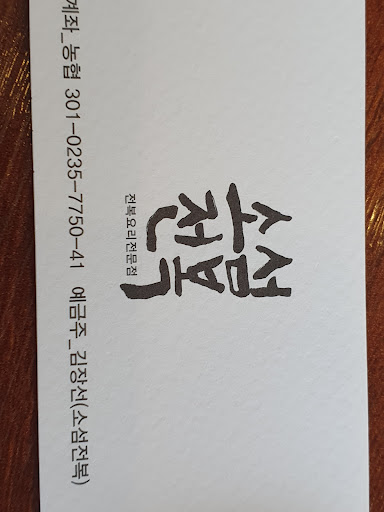 소섬
전복
전복요리전문점
계좌_농협 301-0235-7750-41 예금주_김장선(소섬전복)